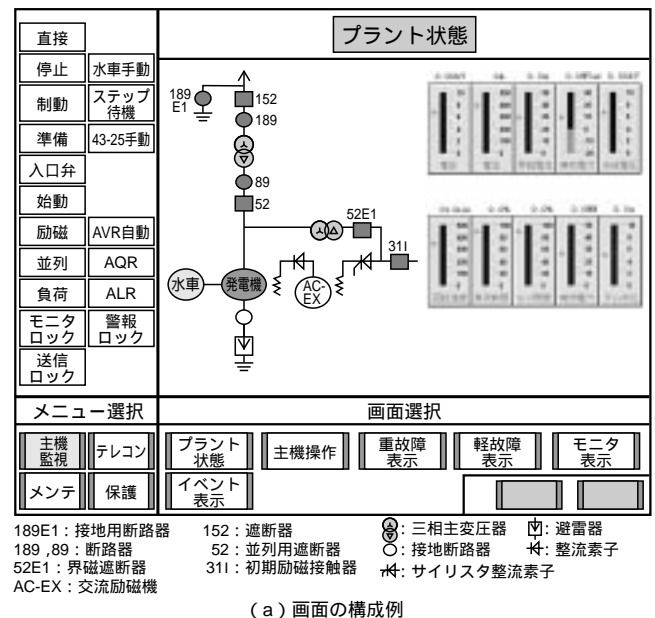 プラント状態
直接
停止
水車手動
制動
ステップ
待機
準備
43-25手動
入口弁
始動
励磁
AVR自動
並列
AQR
負荷
ALR
モニタ
ロック
警報
ロック
送信
ロック
189
E1
152
189
89
52
52E1
31I
水車
発電機
AC-
EX
メニュー選択
画面選択
主機
監視
テレコン
プラント
状態
主機操作
重故障
表示
軽故障
表示
モニタ
表示
メンテ
保護
イベント
表示
189E1:接地用断路器
152:遮断器
:三相主変圧器
:避雷器
189 ,89:断路器
52:並列用遮断器
:接地断路器
:整流素子
52E1:界磁遮断器
31I:初期励磁接触器
:サイリスタ整流素子
AC-EX:交流励磁機
(a)画面の構成例